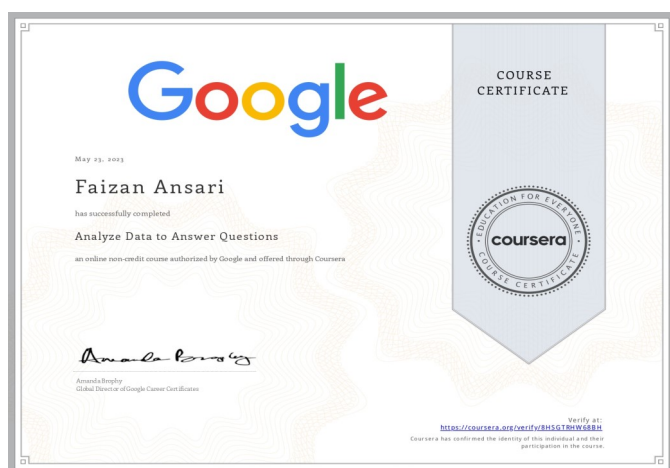 Google
COURSE
CERTIFICATE
May 23, 2023
Faizan Ansari
has successfully completed
Analyze Data to Answer Questions
an online non-credit course authorized by Google and offered through Coursera
EDUCATION FOR EVERYONE
coursera
COURSE CERTIFICATE
Amanda Brophy
Amanda Brophy
Global Director of Google Career Certificates
Verify at:
https://coursera.org/verify/8HSGTRHW68BH
Coursera has confirmed the identity of this individual and their
participation in the course.